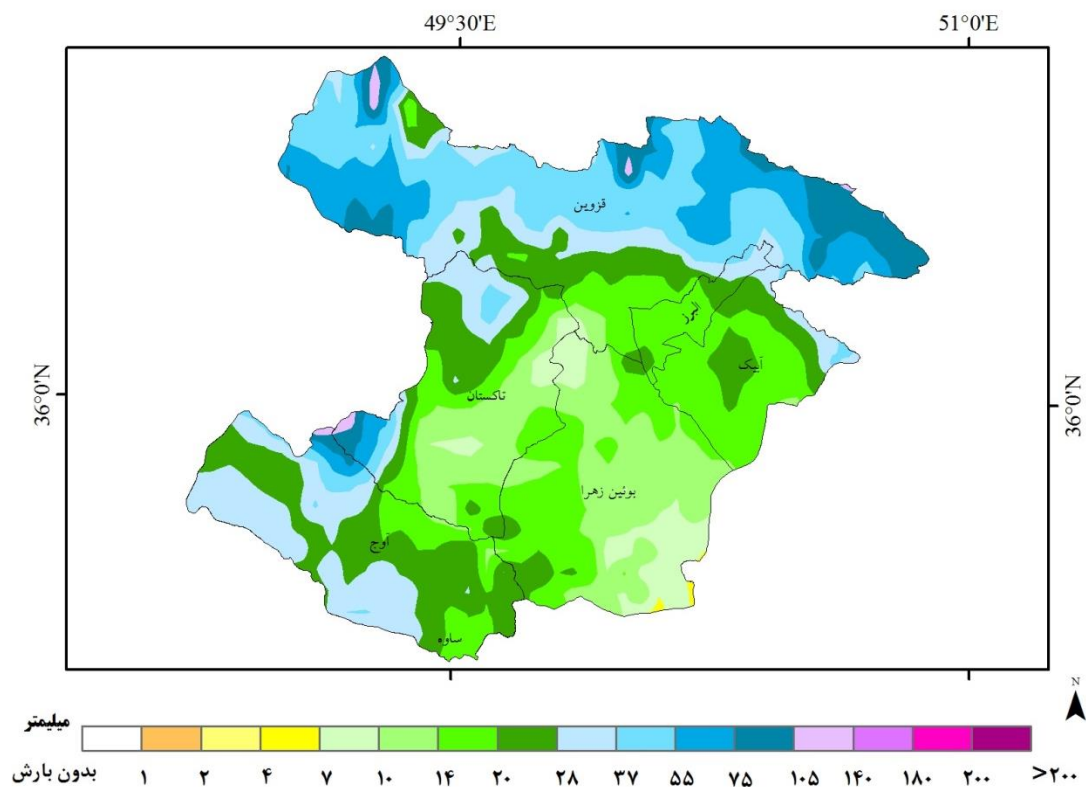 49°30'E 51°0'E
قزوین
البرز
آبیک
36°0'N 36°0'N
تاکستان
بوئین زهرا
آوج
ساوه
N
میلیمتر
بدون بارش ۱ ۲ ۴ ۷ ۱۰ ۱۴ ۲۰ ۲۸ ۳۷ ۵۵ ۷۵ ۱۰۵ ۱۴۰ ۱۸۰ ۲۰۰ >۲۰۰